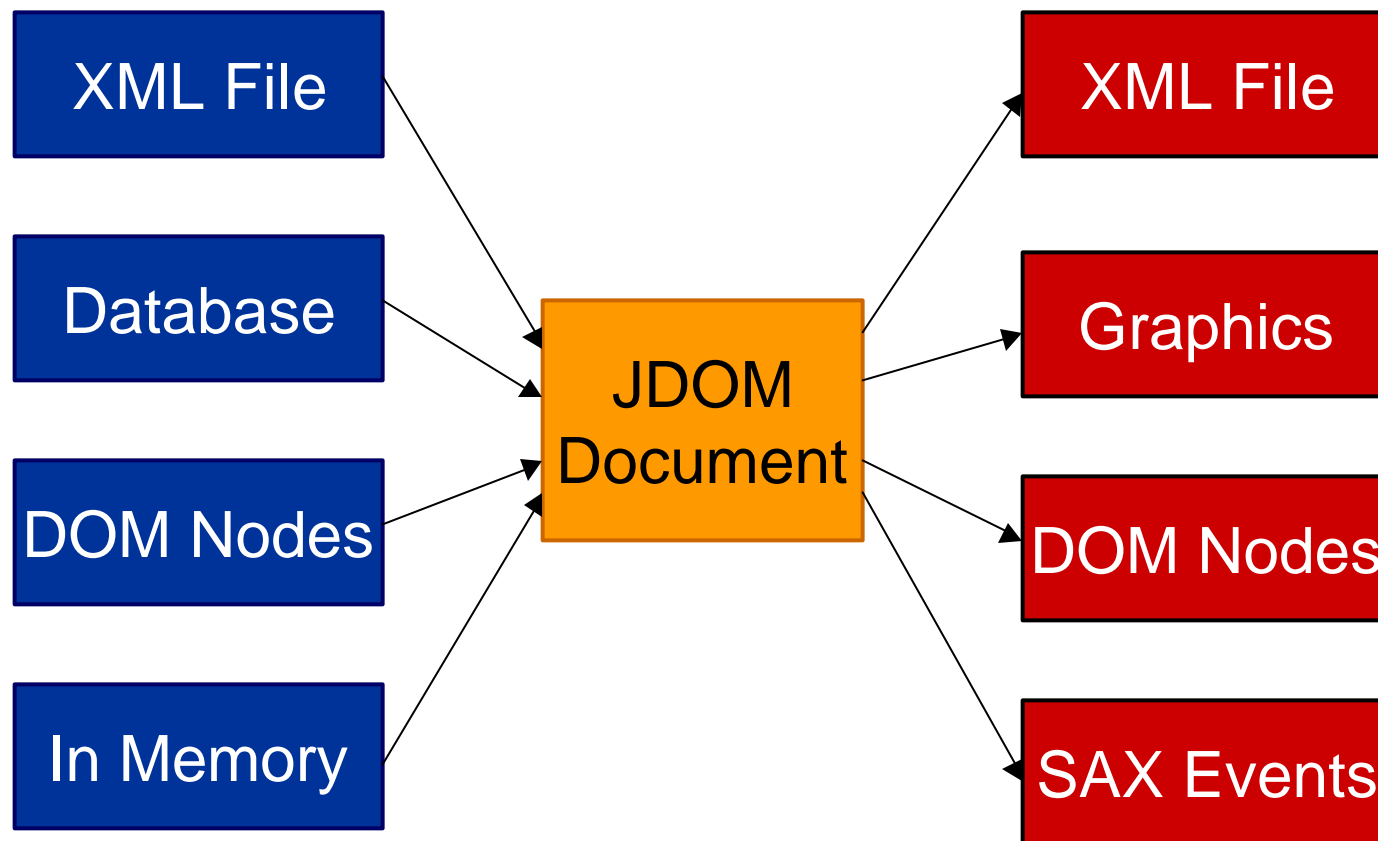 XML File
Database
DOM Nodes
In Memory
JDOM
Document
XML File
Graphics
DOM Nodes
SAX Events